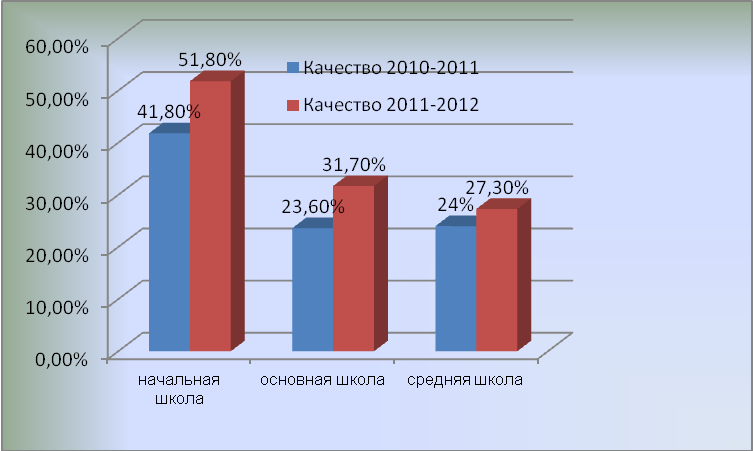 60,00%
50,00%
40,00%
30,00%
20,00%
10,00%
0,00%
51,80%
41,80%
31,70%
23,60%
27,30%
24%
Качество 2010-2011
Качество 2011-2012
начальная
школа
основная школа
средняя школа